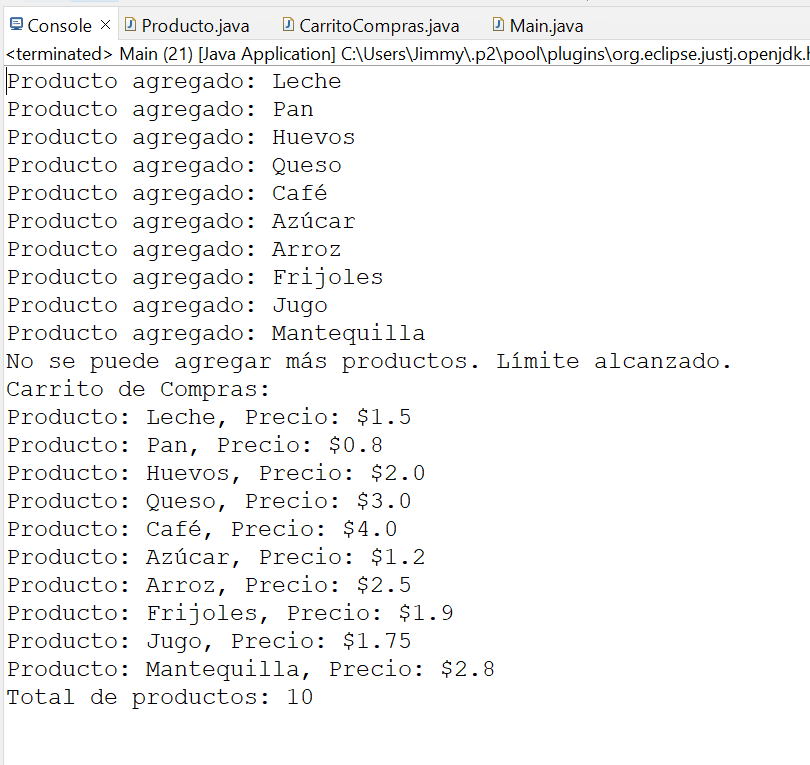 Console Producto.java CarritoCompras.java Main.java
<terminated> Main (21) [Java Application] C:\Users\Jimmy\.p2\pool\plugins\org.eclipse.justj.openjdk.h
Producto agregado: Leche
Producto agregado: Pan
Producto agregado: Huevos
Producto agregado: Queso
Producto agregado: Café
Producto agregado: Azúcar
Producto agregado: Arroz
Producto agregado: Frijoles
Producto agregado: Jugo
Producto agregado: Mantequilla
No se puede agregar más productos. Límite alcanzado.
Carrito de Compras:
Producto: Leche, Precio: $1.5
Producto: Pan, Precio: $0.8
Producto: Huevos, Precio: $2.0
Producto: Queso, Precio: $3.0
Producto: Café, Precio: $4.0
Producto: Azúcar, Precio: $1.2
Producto: Arroz, Precio: $2.5
Producto: Frijoles, Precio: $1.9
Producto: Jugo, Precio: $1.75
Producto: Mantequilla, Precio: $2.8
Total de productos: 10